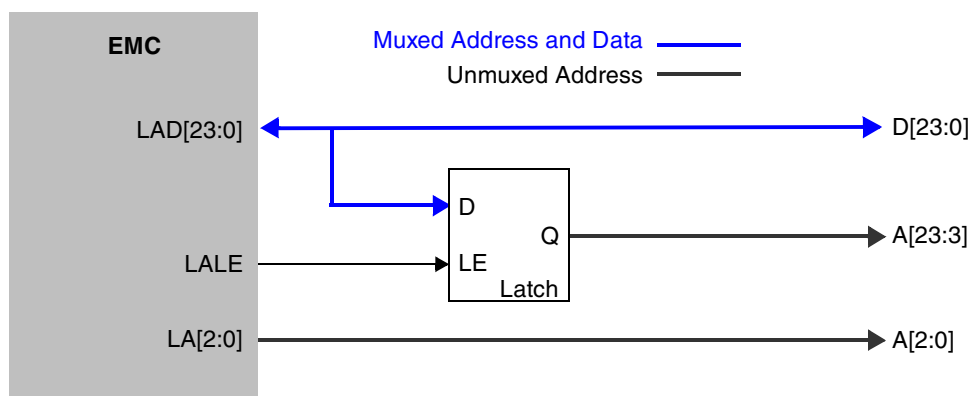 EMC
Muxed Address and Data
Unmuxed Address
LAD[23:0]
D[23:0]
D
Q
A[23:3]
LALE
LE
Latch
LA[2:0]
A[2:0]